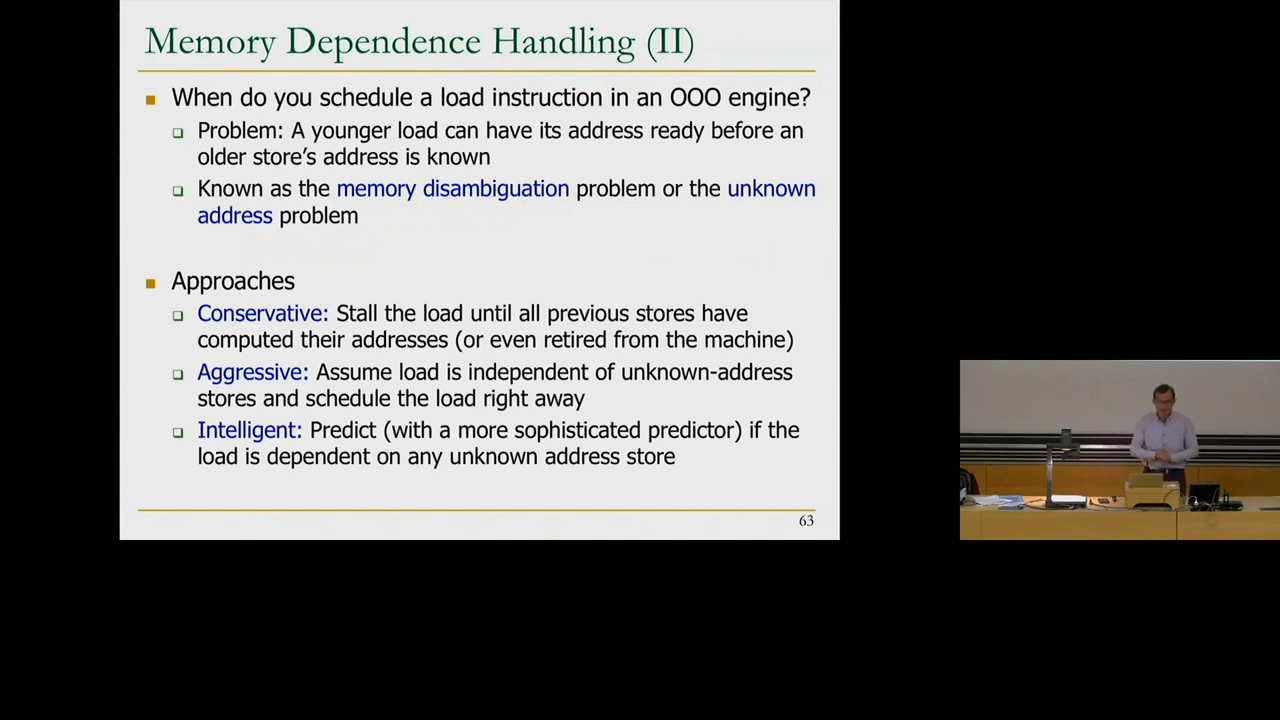 Memory Dependence Handling (II)
When do you schedule a load instruction in an OOO engine?
Problem: A younger load can have its address ready before an
older store’s address is known
Known as the memory disambiguation problem or the unknown
address problem
Approaches
Conservative: Stall the load until all previous stores have
computed their addresses (or even retired from the machine)
Aggressive: Assume load is independent of unknown-address
stores and schedule the load right away
Intelligent: Predict (with a more sophisticated predictor) if the
load is dependent on any unknown address store
63